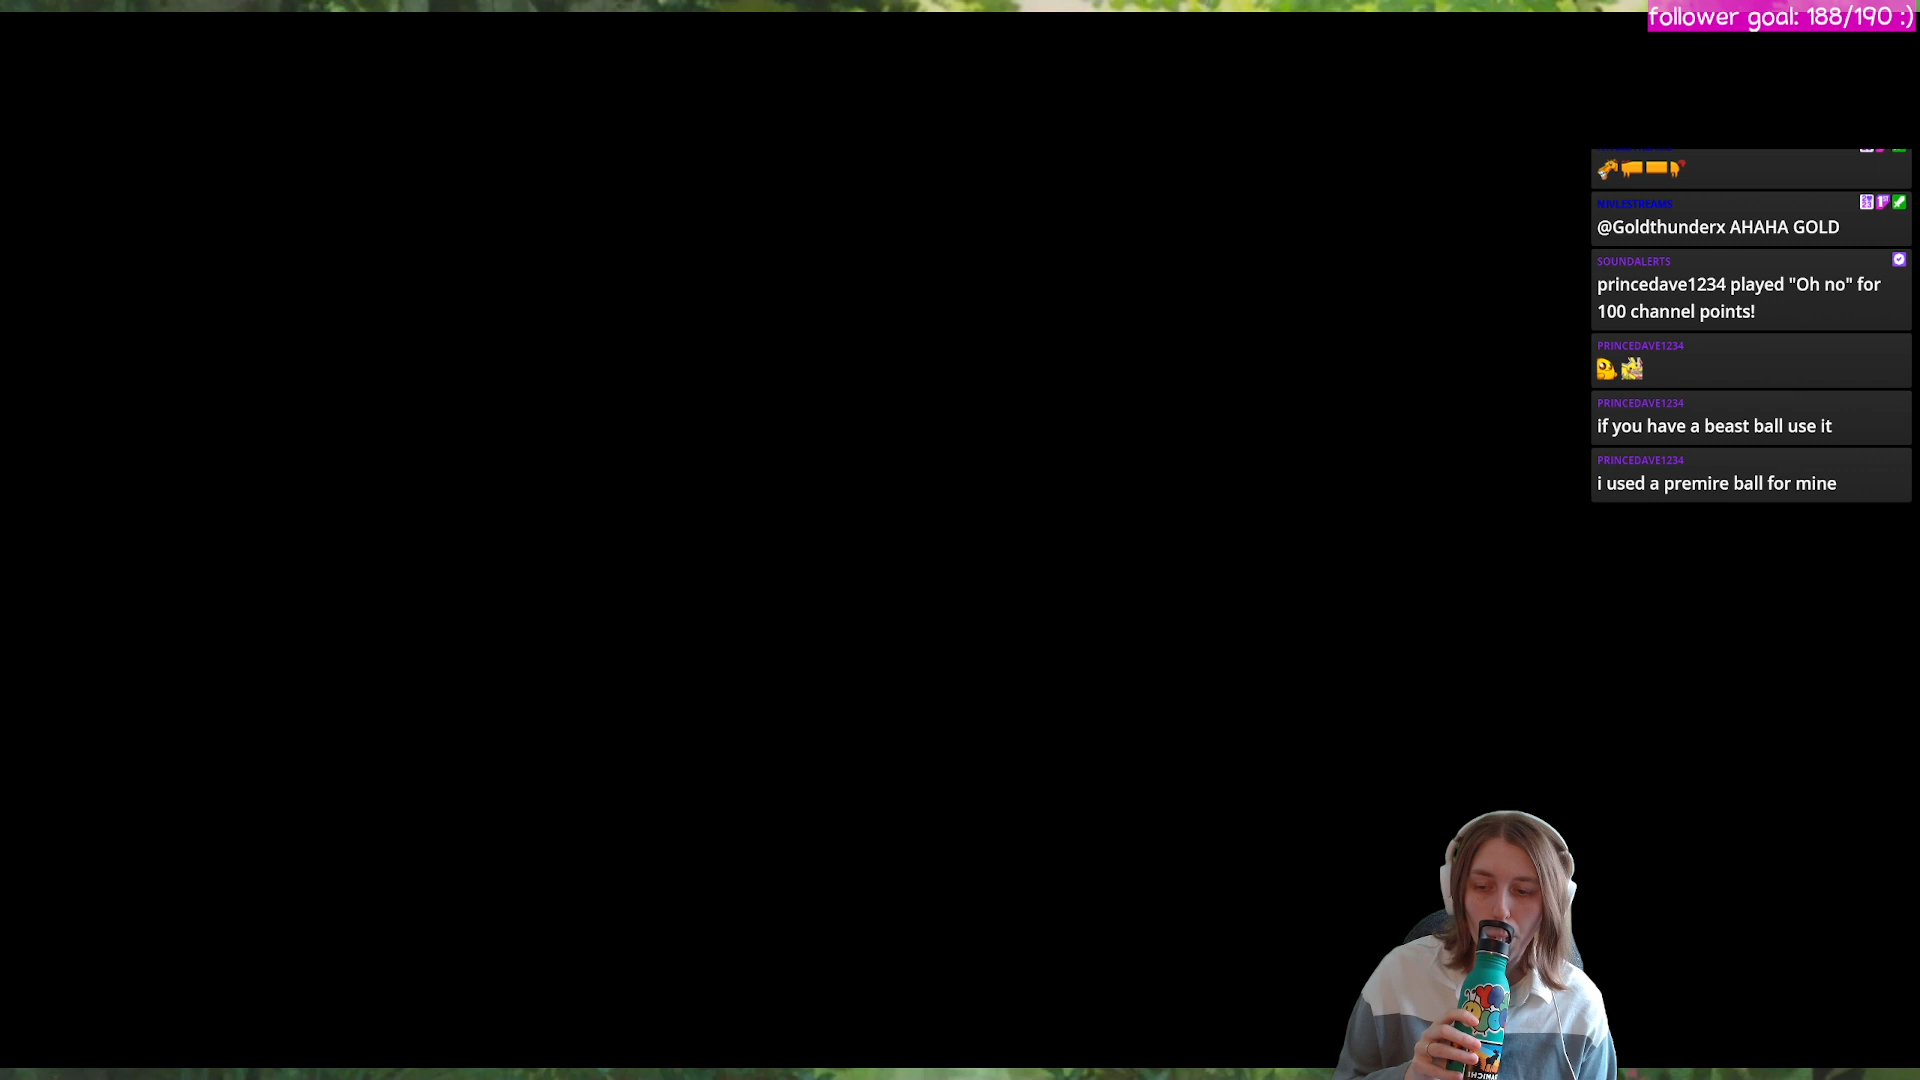 follower goal: 188/190 :)
NIVLESTREAMS
@Goldthunderx AHAHA GOLD
SOUNDALERTS
princedave1234 played "Oh no" for
100 channel points!
PRINCEDAVE1234
PRINCEDAVE1234
if you have a beast ball use it
PRINCEDAVE1234
i used a premire ball for mine